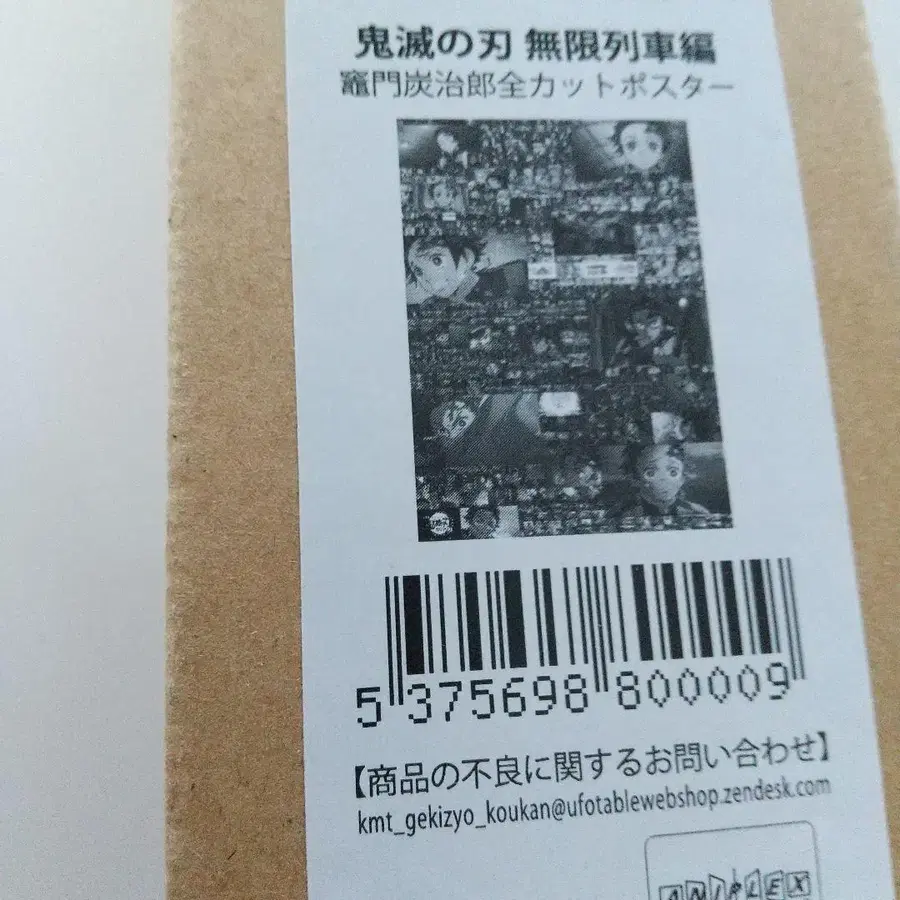 鬼滅の刃 無限列車編
竈門炭治郎全カットポスター
5 375698 800009
【商品の不良に関するお問い合わせ】
kmt_gekizyo_koukan@ufotablewebshop.zendesk.com
ANIPLEX